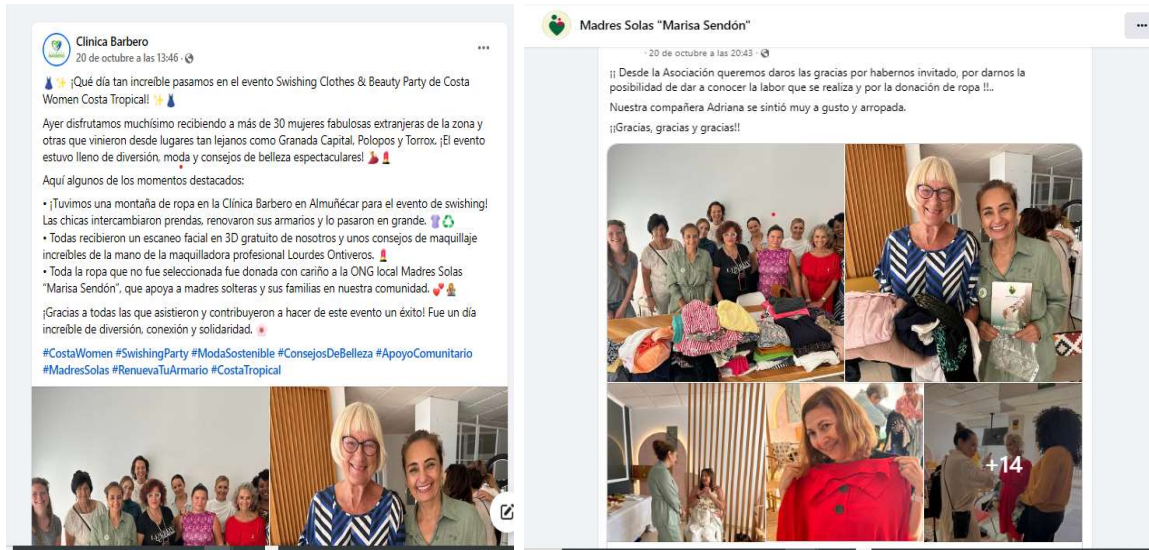 Clinica Barbero
20 de octubre a las 13:46 ·
¡Qué día tan increíble pasamos en el evento Swishing Clothes & Beauty Party de Costa
Women Costa Tropical!
Ayer disfrutamos muchísimo recibiendo a más de 30 mujeres fabulosas extranjeras de la zona y
otras que vinieron desde lugares tan lejanos como Granada Capital, Polopos y Torrox. ¡El evento
estuvo lleno de diversión, moda y consejos de belleza espectaculares!
Aquí algunos de los momentos destacados:
• ¡Tuvimos una montaña de ropa en la Clínica Barbero en Almuñécar para el evento de swishing!
Las chicas intercambiaron prendas, renovaron sus armarios y lo pasaron en grande.
• Todas recibieron un escaneo facial en 3D gratuito de nosotros y unos consejos de maquillaje
increíbles de la mano de la maquilladora profesional Lourdes Ontiveros.
• Toda la ropa que no fue seleccionada fue donada con cariño a la ONG local Madres Solas
“Marisa Sendón”, que apoya a madres solteras y sus familias en nuestra comunidad.
¡Gracias a todas las que asistieron y contribuyeron a hacer de este evento un éxito! Fue un día
increíble de diversión, conexión y solidaridad.
#CostaWomen #SwishingParty #ModaSostenible #ConsejosDeBelleza #ApoyoComunitario
#MadresSolas #RenuevaTuArmario #CostaTropical
Madres Solas "Marisa Sendón"
· 20 de octubre a las 20:43 ·
¡¡ Desde la Asociación queremos daros las gracias por habernos invitado, por darnos la
posibilidad de dar a conocer la labor que se realiza y por la donación de ropa !!..
Nuestra compañera Adriana se sintió muy a gusto y arropada.
¡¡Gracias, gracias y gracias!!
+14